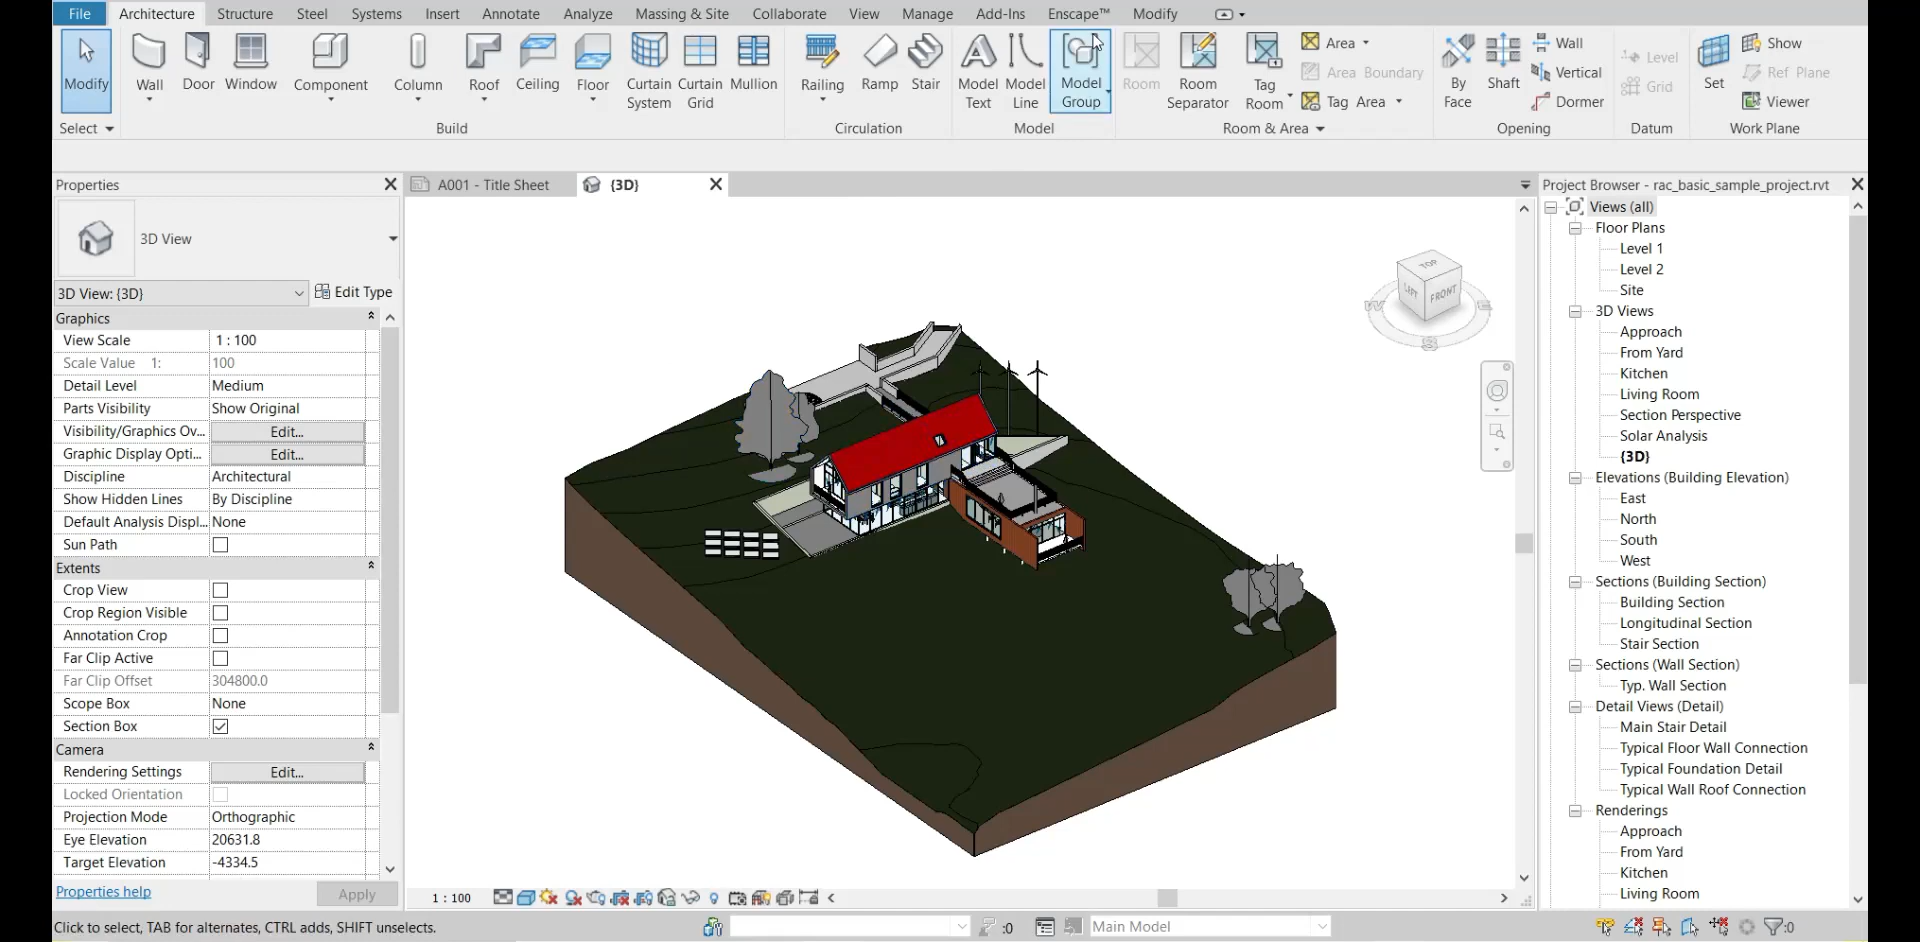 File Architecture Structure Steel Systems Insert Annotate Analyze Massing & Site Collaborate View Manage Add-Ins Enscape™ Modify
Modify Wall Door Window Component Column Roof Ceiling Floor Curtain System Curtain Grid Mullion Railing Ramp Stair Model Text Model Line Model Group Room Room Separator Tag Room Area Area Boundary Tag Area By Face Shaft Wall Vertical Dormer Level Grid Set Show Ref Plane Viewer
Select Build Circulation Model Room & Area Opening Datum Work Plane
Properties
3D View
3D View: {3D} Edit Type
Graphics
View Scale 1 : 100
Scale Value 1: 100
Detail Level Medium
Parts Visibility Show Original
Visibility/Graphics Ov... Edit...
Graphic Display Opti... Edit...
Discipline Architectural
Show Hidden Lines By Discipline
Default Analysis Displ... None
Sun Path
Extents
Crop View
Crop Region Visible
Annotation Crop
Far Clip Active
Far Clip Offset 304800.0
Scope Box None
Section Box
Camera
Rendering Settings Edit...
Locked Orientation
Projection Mode Orthographic
Eye Elevation 20631.8
Target Elevation -4334.5
Properties help Apply
A001 - Title Sheet {3D}
TOP
LEFT FRONT
W E
S
1 : 100
Project Browser - rac_basic_sample_project.rvt
Views (all)
Floor Plans
Level 1
Level 2
Site
3D Views
Approach
From Yard
Kitchen
Living Room
Section Perspective
Solar Analysis
{3D}
Elevations (Building Elevation)
East
North
South
West
Sections (Building Section)
Building Section
Longitudinal Section
Stair Section
Sections (Wall Section)
Typ. Wall Section
Detail Views (Detail)
Main Stair Detail
Typical Floor Wall Connection
Typical Foundation Detail
Typical Wall Roof Connection
Renderings
Approach
From Yard
Kitchen
Living Room
Click to select, TAB for alternates, CTRL adds, SHIFT unselects. :0 Main Model :0